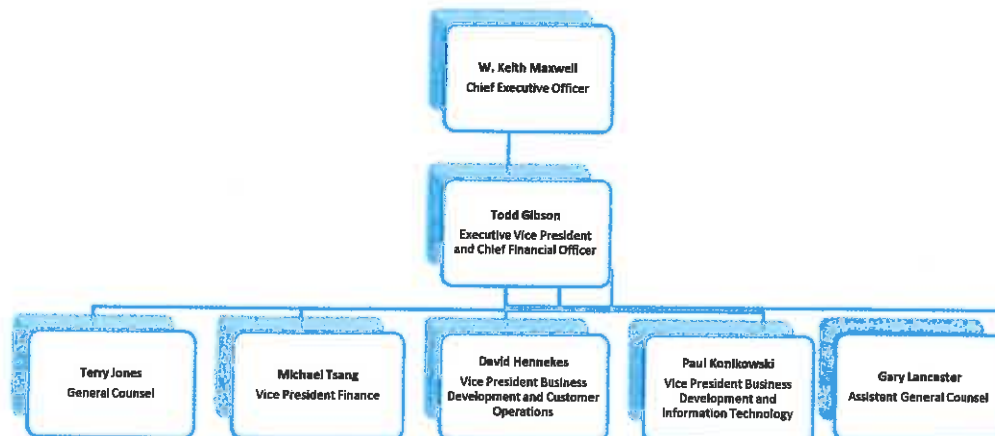 W. Keith Maxwell
Chief Executive Officer
Todd Gibson
Executive Vice President
and Chief Financial Officer
Terry Jones
General Counsel
Michael Tsang
Vice President Finance
David Hennekes
Vice President Business
Development and Customer
Operations
Paul Konikowski
Vice President Business
Development and
Information Technology
Gary Lancaster
Assistant General Counsel